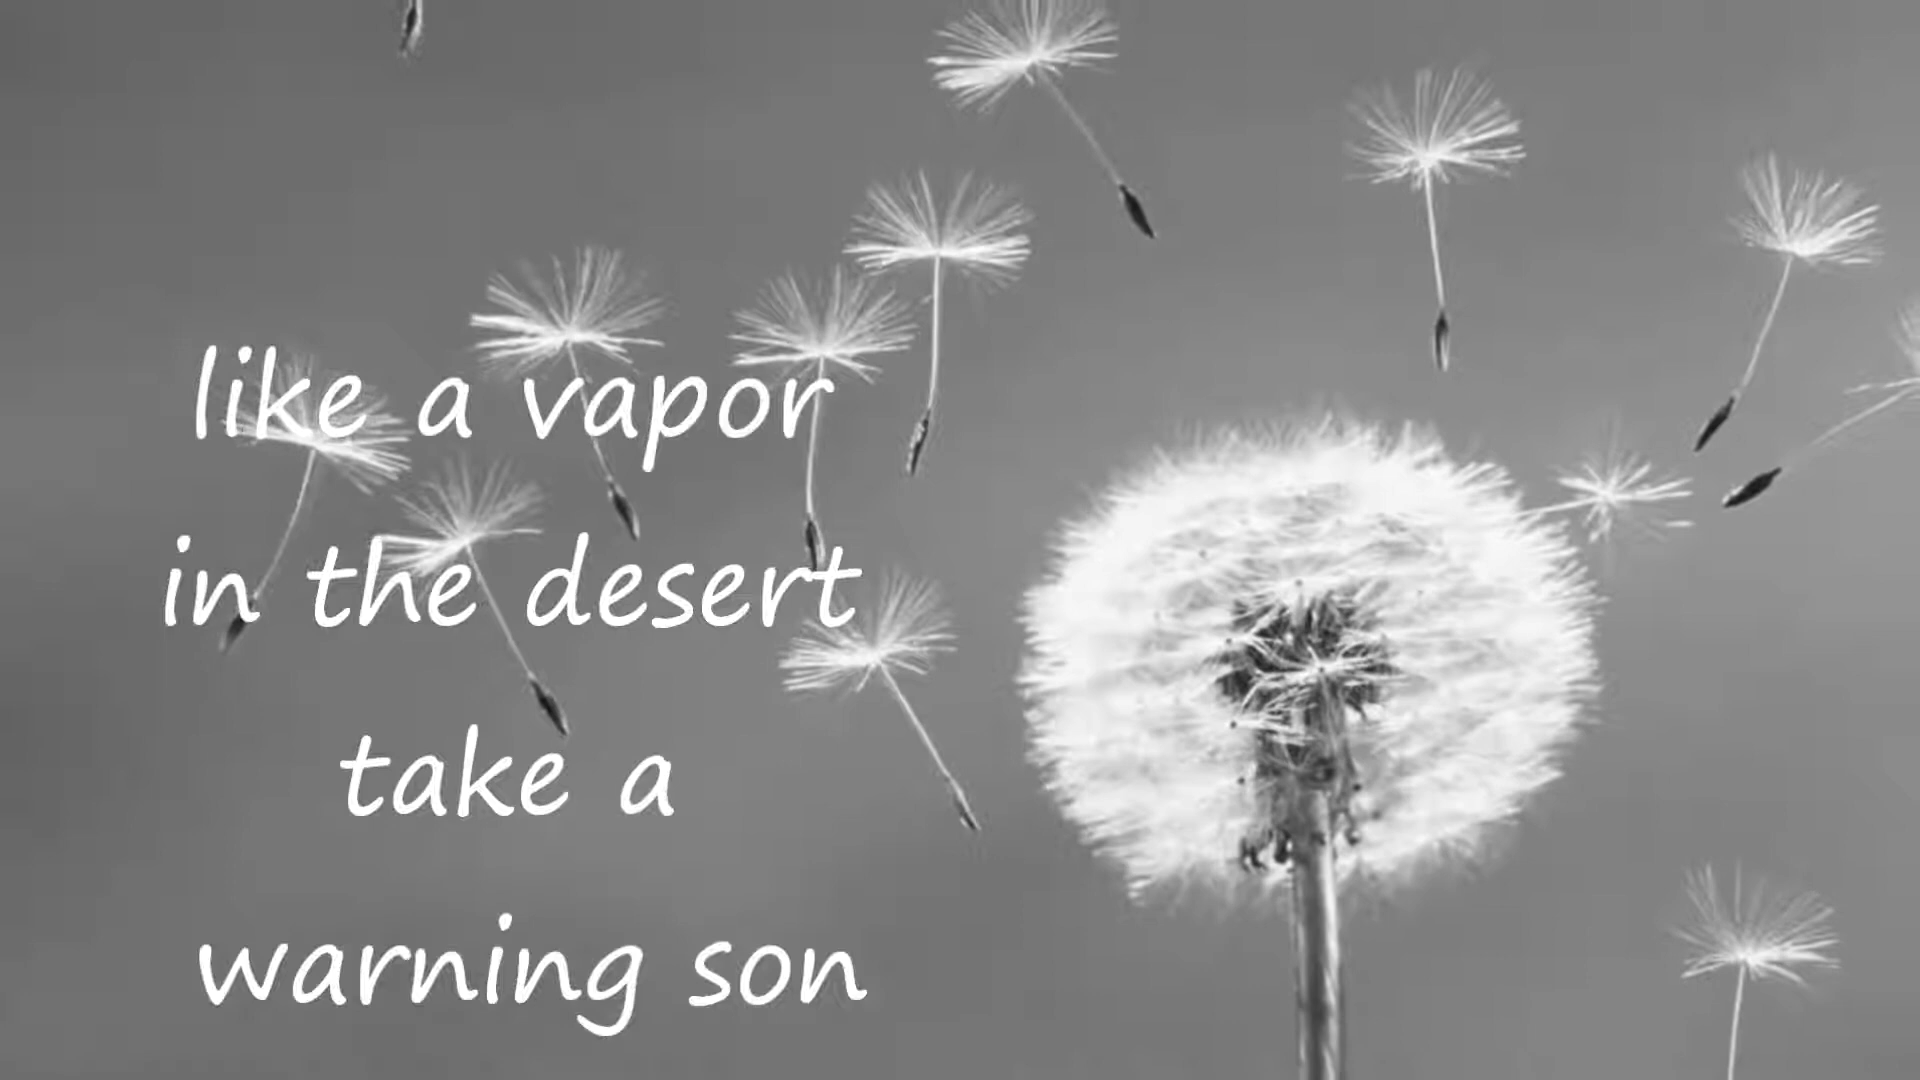 like a vapor
in the desert
take a
warning son